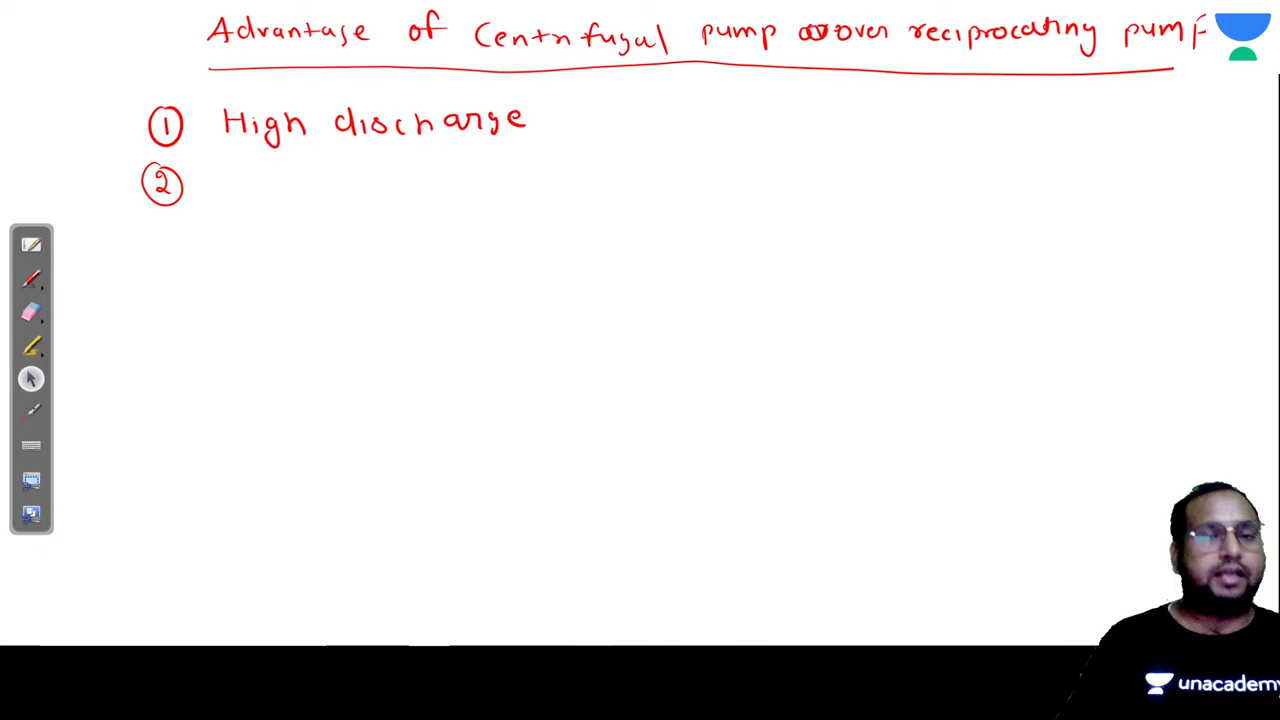 Advantage of Centrifugal pump over reciprocating pump
① High discharge
②
unacademy